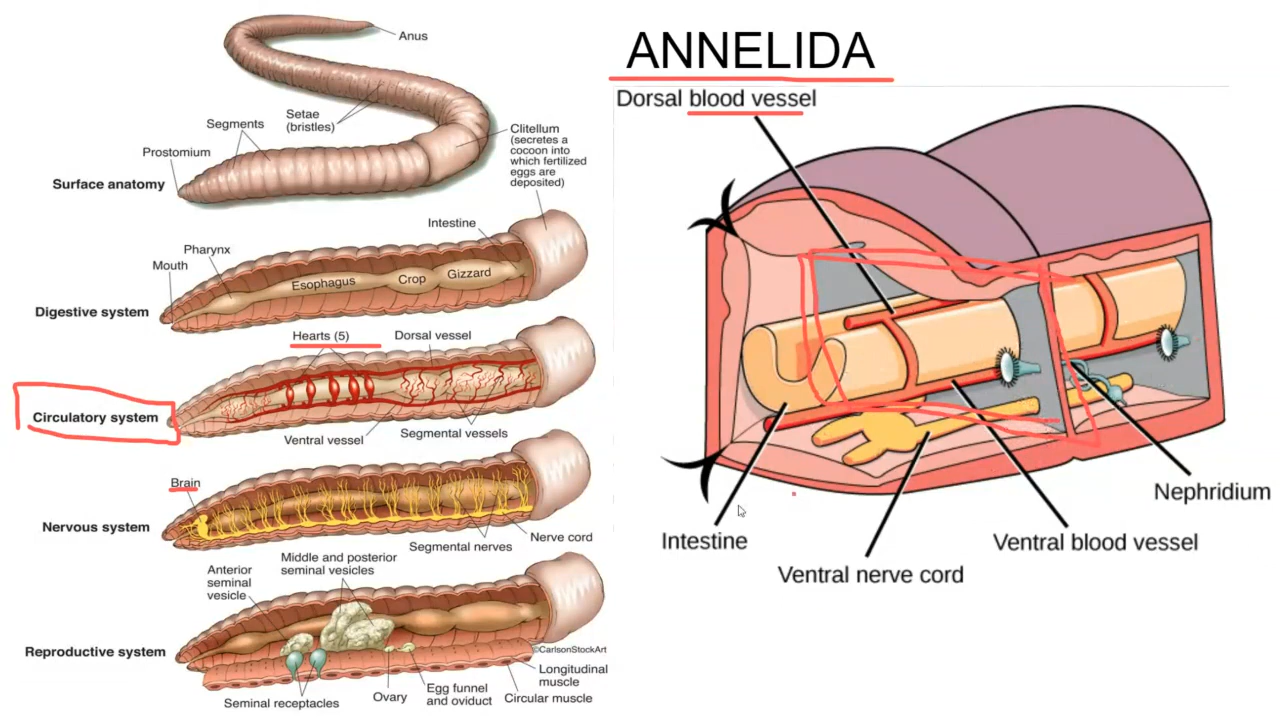 ANNELIDA
Anus
Setae
(bristles)
Segments
Prostomium
Clitellum
(secretes a
cocoon into
which fertilized
eggs are
deposited)
Surface anatomy
Intestine
Pharynx
Mouth
Esophagus
Crop
Gizzard
Digestive system
Hearts (5)
Dorsal vessel
Circulatory system
Ventral vessel
Segmental vessels
Brain
Nervous system
Segmental nerves
Nerve cord
Middle and posterior
seminal vesicles
Anterior
seminal
vesicle
Reproductive system
©CarlsonStockArt
Longitudinal
muscle
Circular muscle
Egg funnel
and oviduct
Ovary
Seminal receptacles
Dorsal blood vessel
Nephridium
Intestine
Ventral blood vessel
Ventral nerve cord